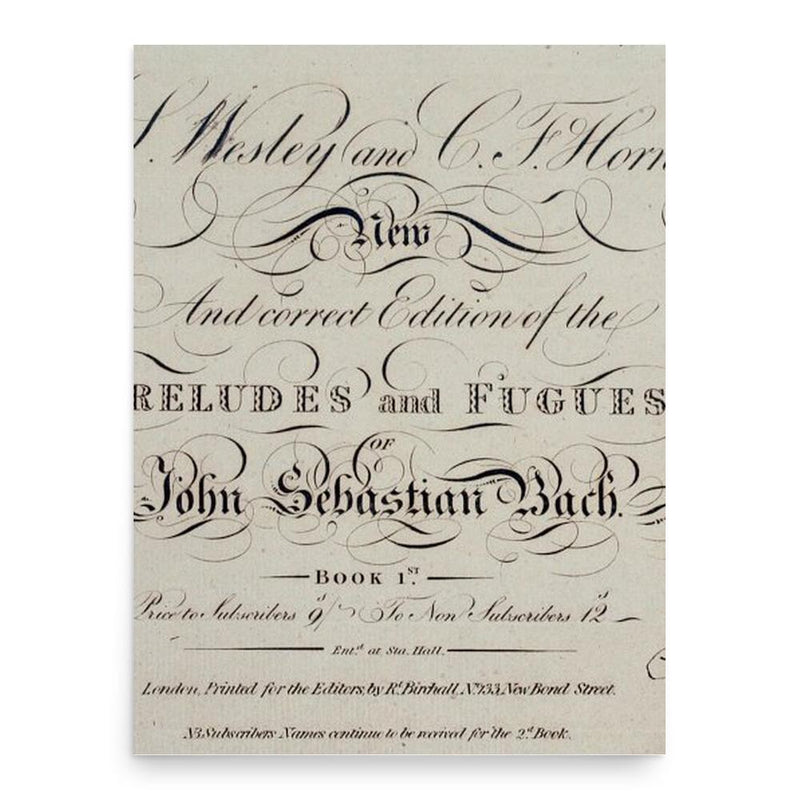 S. Wesley and C. F. Horn
New
And correct Edition of the
RELUDES and FUGUES
OF
John Sebastian Bach.
BOOK 1ST.
Price to Subscribers 9/ To Non Subscribers 12
Ent.d at Sta. Hall.
London, Printed for the Editors, by Rt. Birchall, No. 133, New Bond Street.
NB Subscribers Names continue to be received for the 2d. Book.